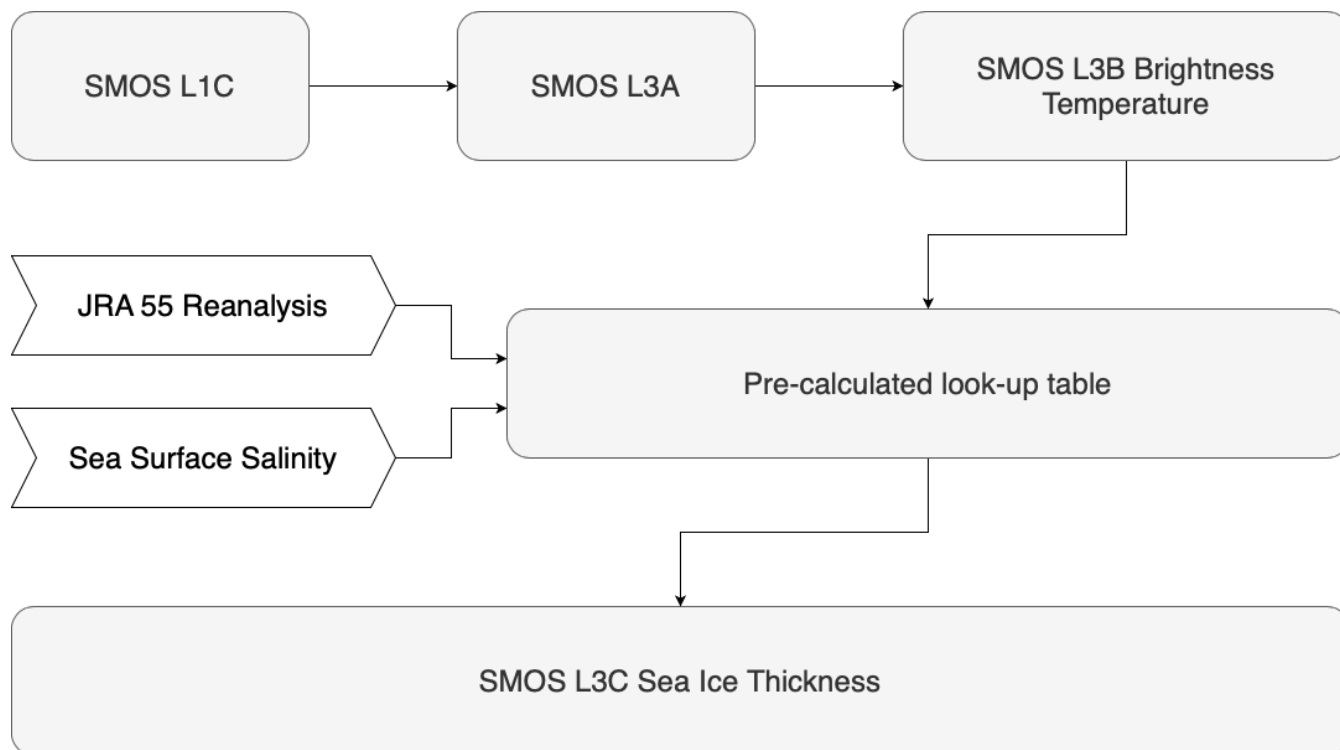 SMOS L1C
SMOS L3A
SMOS L3B Brightness
Temperature
JRA 55 Reanalysis
Pre-calculated look-up table
Sea Surface Salinity
SMOS L3C Sea Ice Thickness